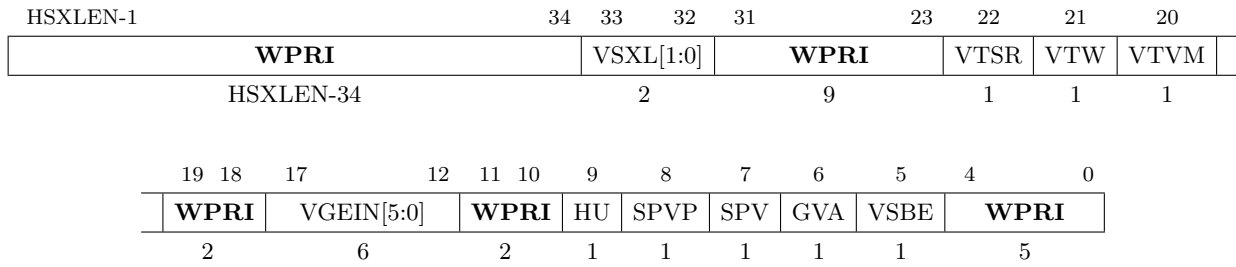 HSXLEN-1 34 33 32 31 23 22 21 20
WPRI VSXL[1:0] WPRI VTSR VTW VTVM
HSXLEN-34 2 9 1 1 1
19 18 17 12 11 10 9 8 7 6 5 4 0
WPRI VGEIN[5:0] WPRI HU SPVP SPV GVA VSBE WPRI
2 6 2 1 1 1 1 1 5